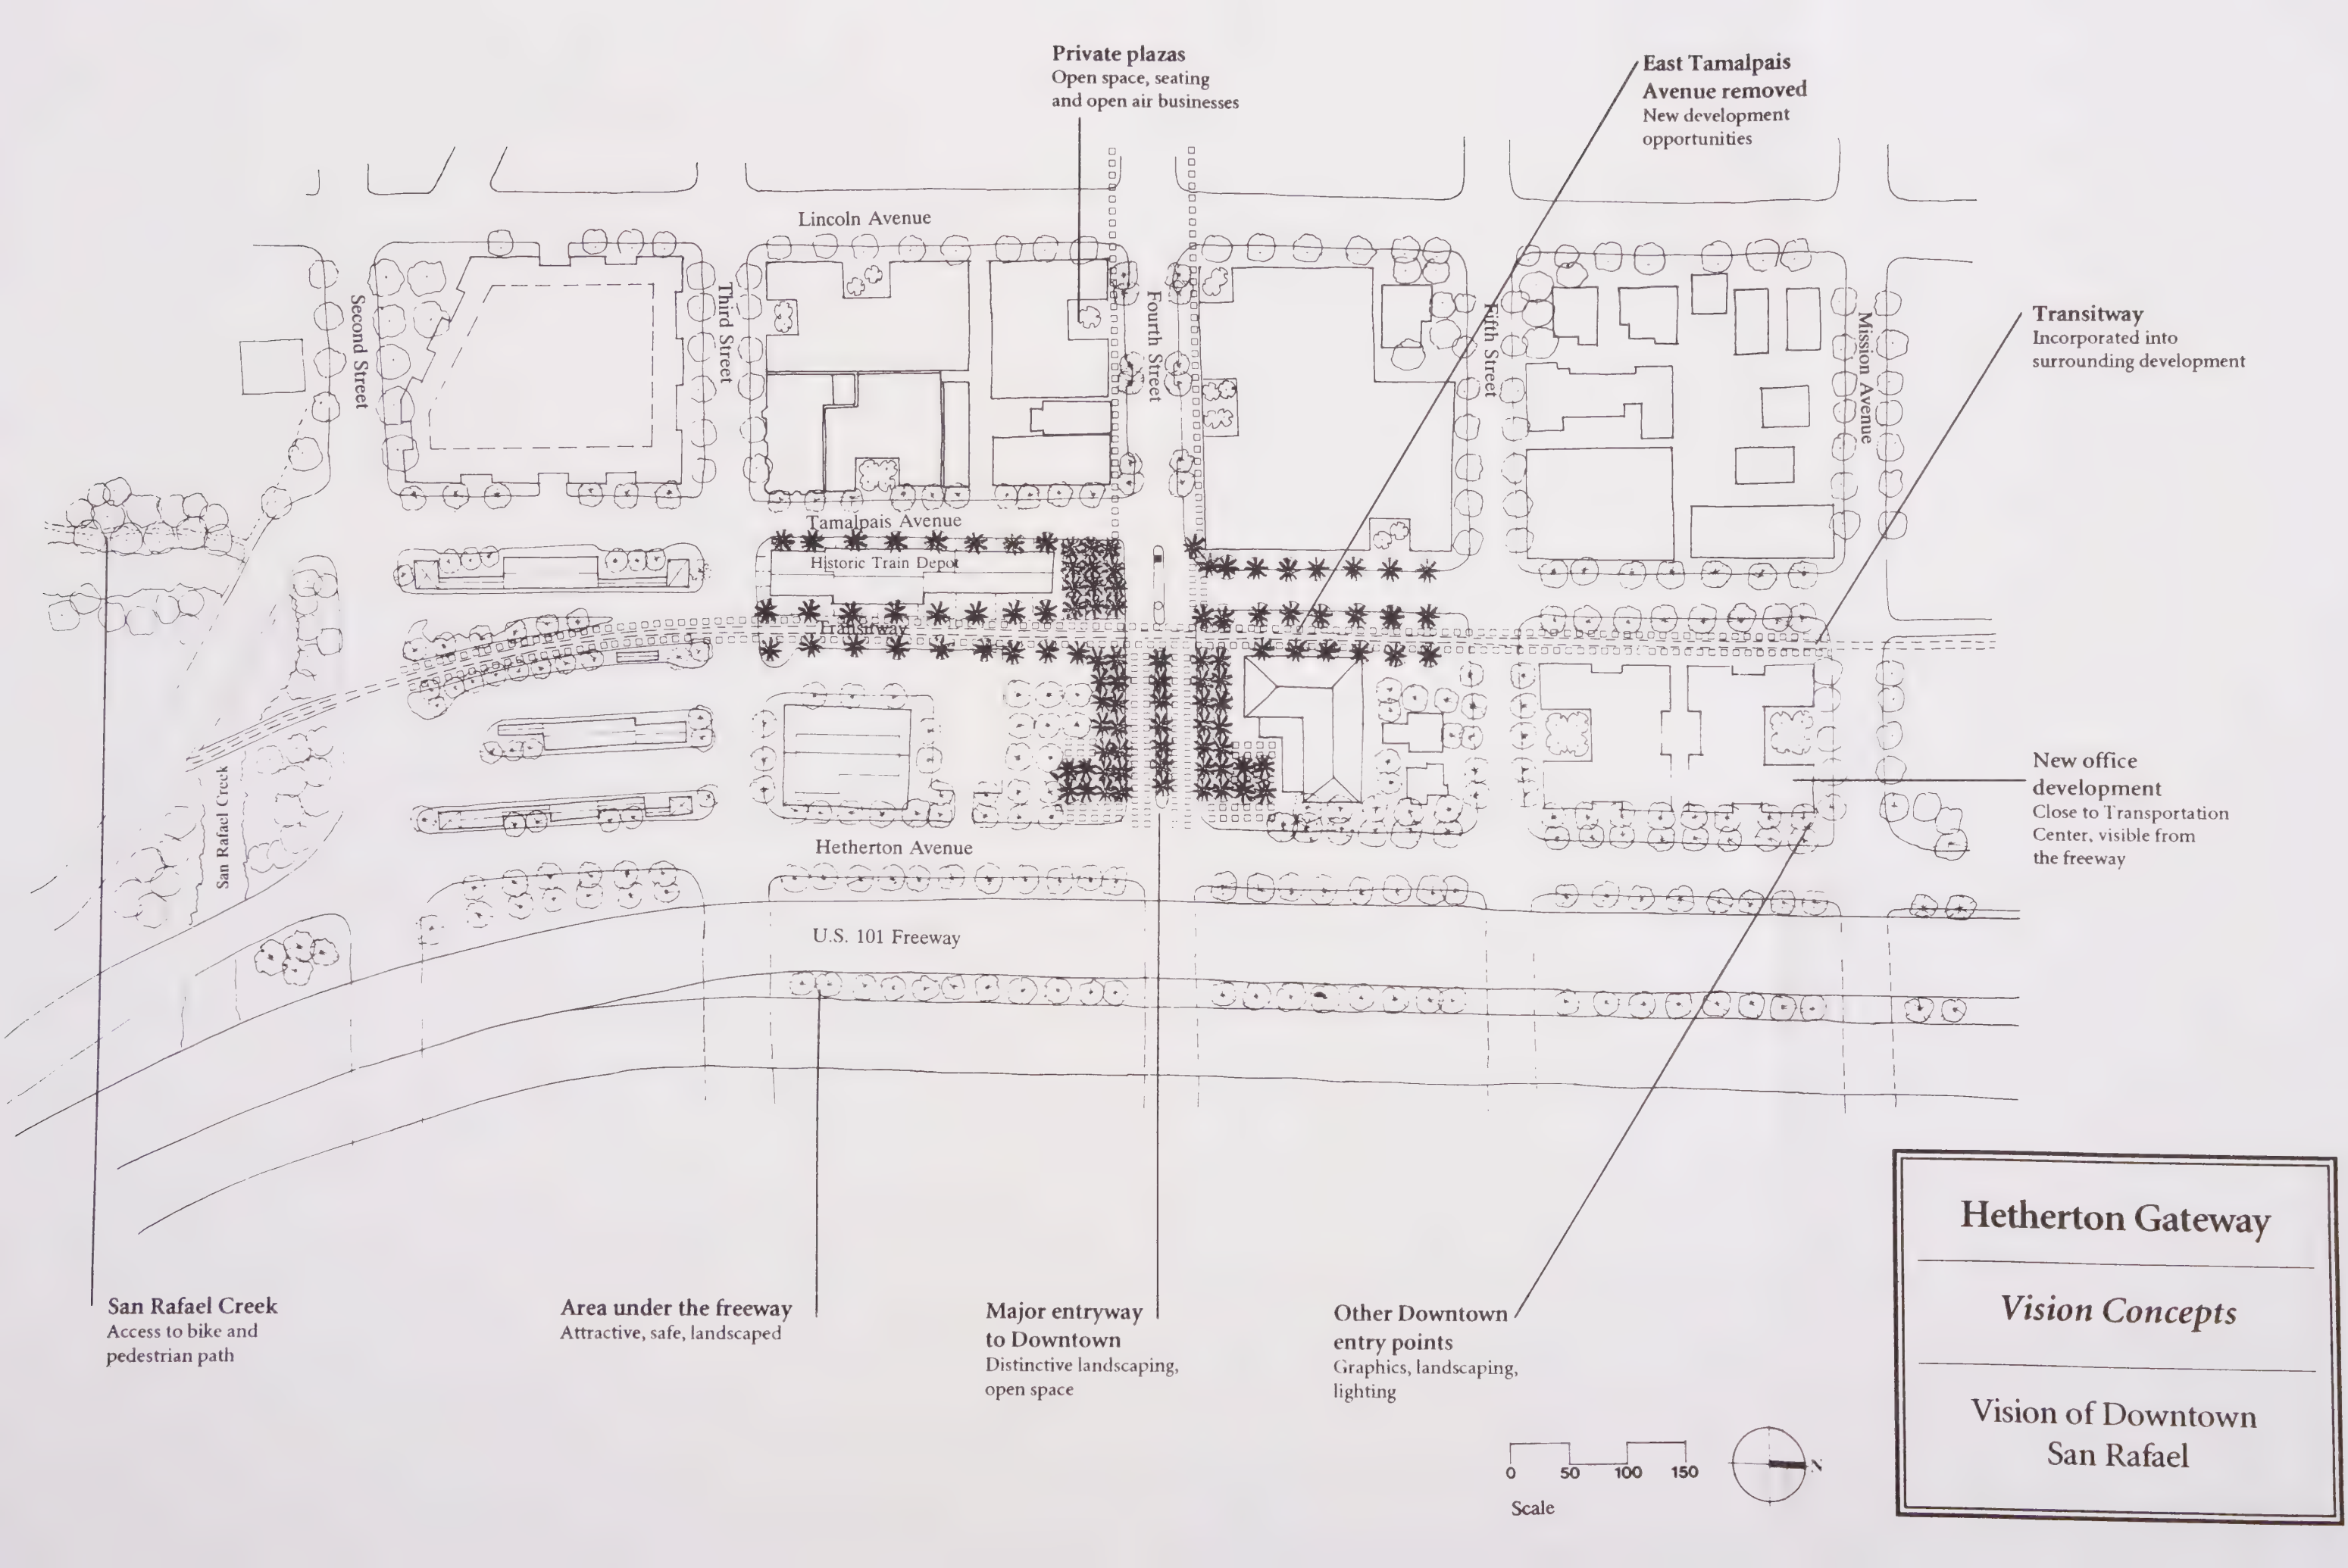 Private plazas
Open space, seating
and open air businesses
East Tamalpais
Avenue removed
New development
opportunities
Lincoln Avenue
Transitway
Incorporated into
surrounding development
Second Street
Third Street
Fourth Street
Fifth Street
Mission Avenue
Tamalpais Avenue
Historic Train Depot
Transitway
San Rafael Creek
New office
development
Close to Transportation
Center, visible from
the freeway
Hetherton Avenue
U.S. 101 Freeway
San Rafael Creek
Access to bike and
pedestrian path
Area under the freeway
Attractive, safe, landscaped
Major entryway
to Downtown
Distinctive landscaping,
open space
Other Downtown
entry points
Graphics, landscaping,
lighting
0 50 100 150
Scale
N
Hetherton Gateway
Vision Concepts
Vision of Downtown
San Rafael